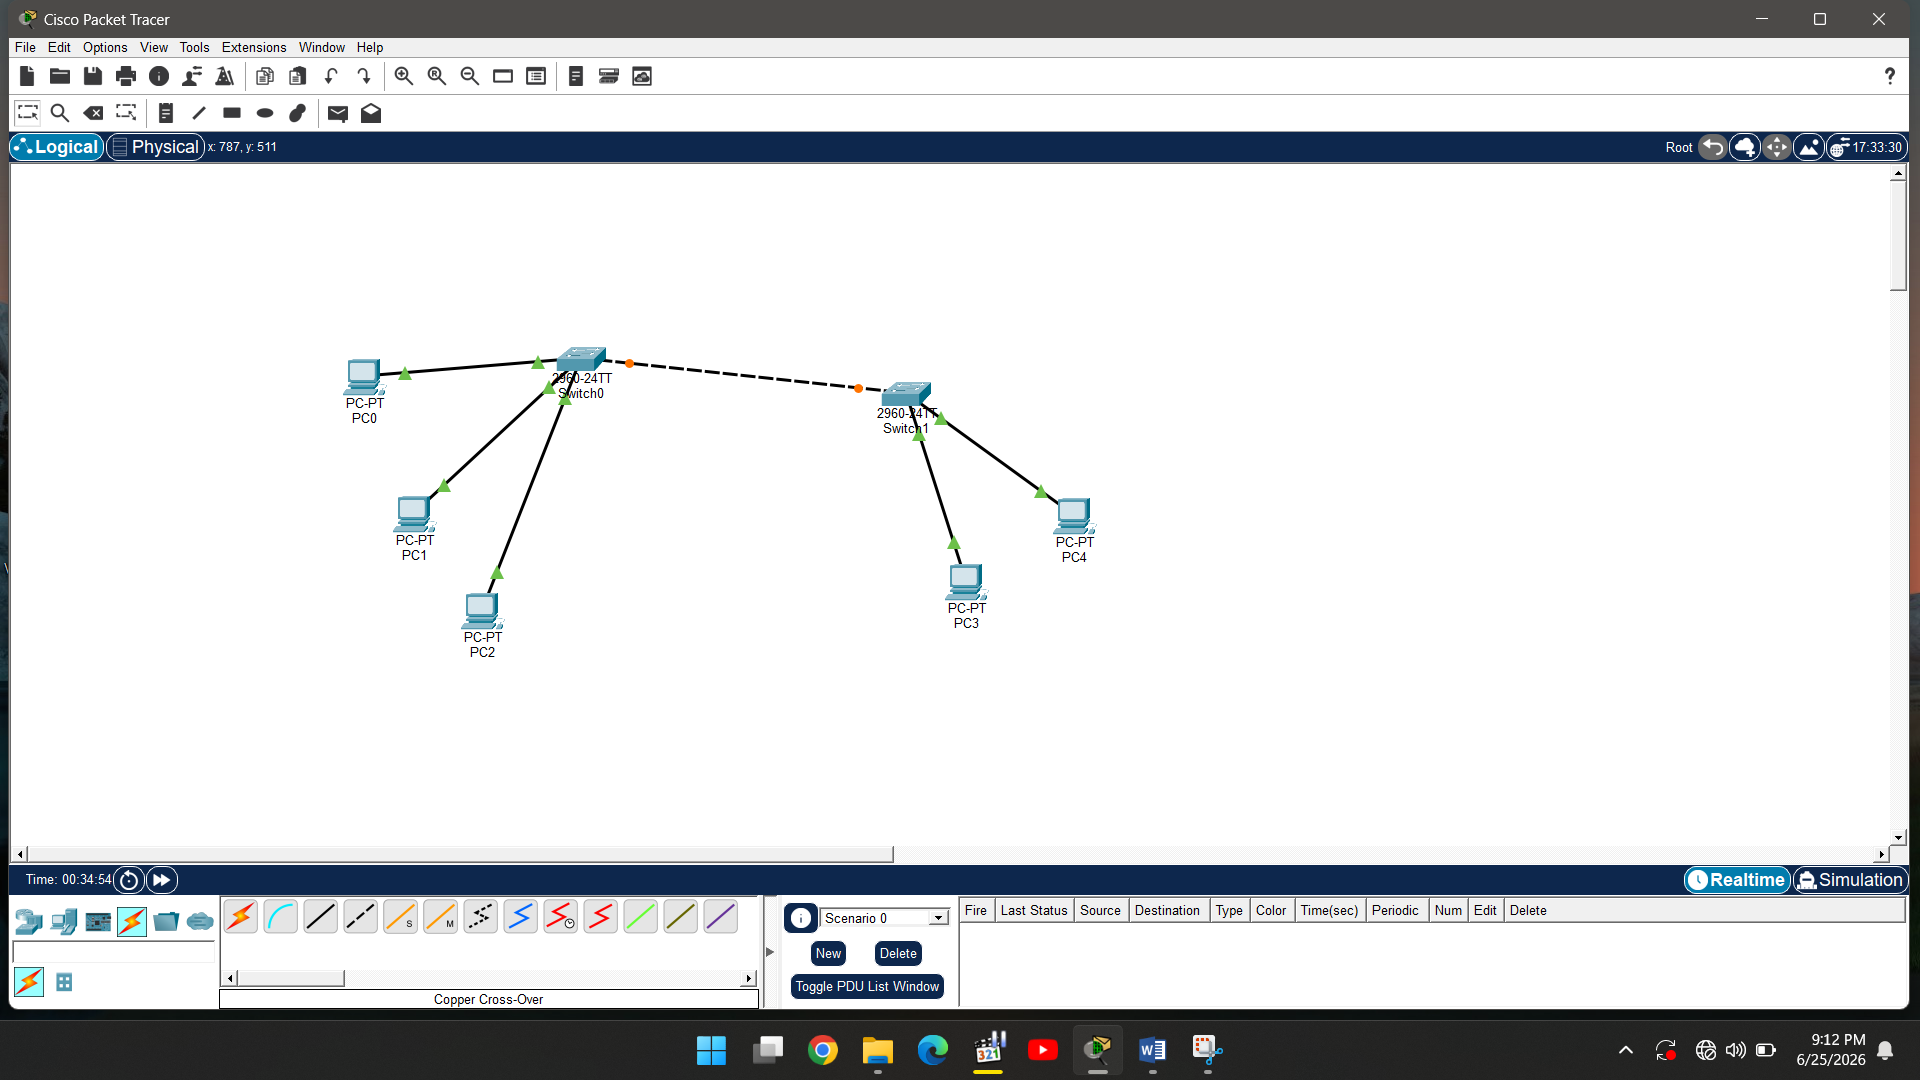 Cisco Packet Tracer
File Edit Options View Tools Extensions Window Help
?
Logical Physical x: 787, y: 511 Root 17:33:30
PC-PT
PC0
2960-24TT
Switch0
2960-24TT
Switch1
PC-PT
PC1
PC-PT
PC4
PC-PT
PC3
PC-PT
PC2
Time: 00:34:54 Realtime Simulation
S M
Scenario 0
New Delete
Toggle PDU List Window
Fire Last Status Source Destination Type Color Time(sec) Periodic Num Edit Delete
Copper Cross-Over
321
W
9:12 PM
6/25/2026